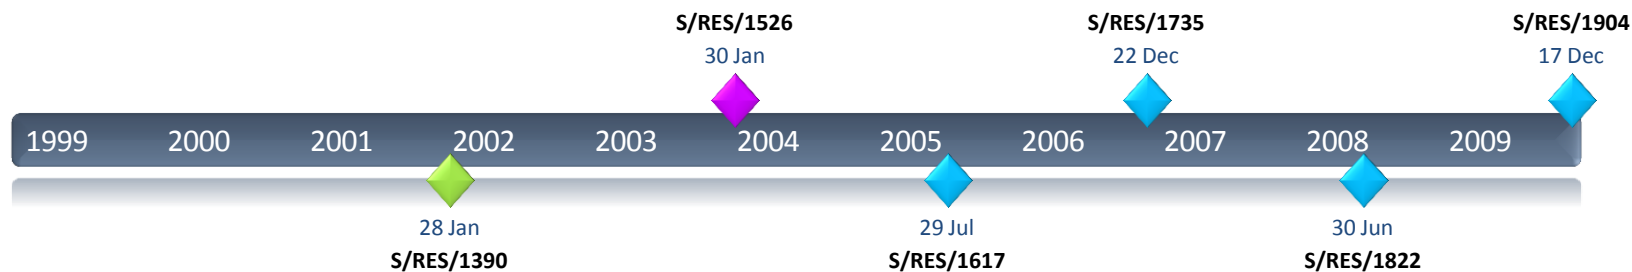 S/RES/1526 S/RES/1735 S/RES/1904
30 Jan 22 Dec 17 Dec
1999 2000 2001 2002 2003 2004 2005 2006 2007 2008 2009
28 Jan 29 Jul 30 Jun
S/RES/1390 S/RES/1617 S/RES/1822